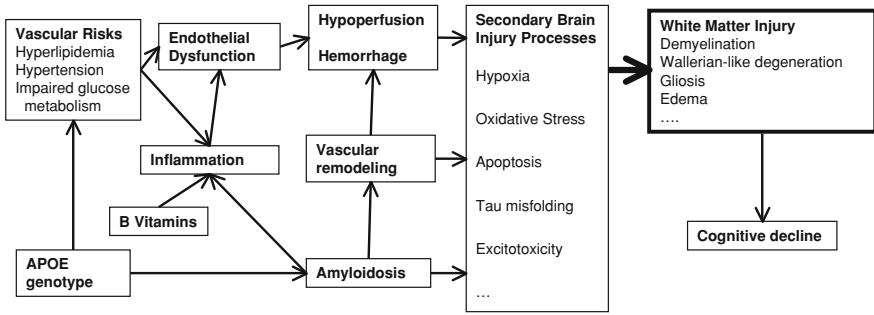 Vascular Risks
Hyperlipidemia
Hypertension
Impaired glucose
metabolism
Endothelial
Dysfunction
Hypoperfusion
Hemorrhage
Secondary Brain
Injury Processes
Hypoxia
Oxidative Stress
Apoptosis
Tau misfolding
Excitotoxicity
...
White Matter Injury
Demyelination
Wallerian-like degeneration
Gliosis
Edema
....
Inflammation
Vascular
remodeling
B Vitamins
APOE
genotype
Amyloidosis
Cognitive decline